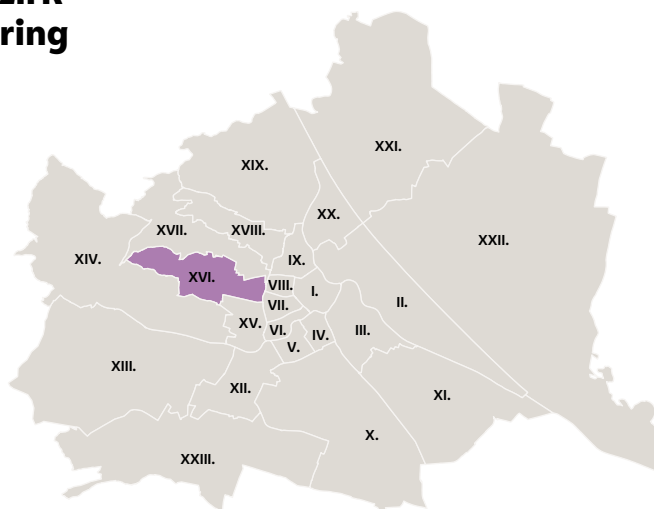 ring
XXI.
XIX.
XX.
XVII.
XVIII.
XXII.
XIV.
IX.
XVI.
VIII.
I.
II.
VII.
XV.
VI.
IV.
III.
V.
XIII.
XII.
XI.
X.
XXIII.